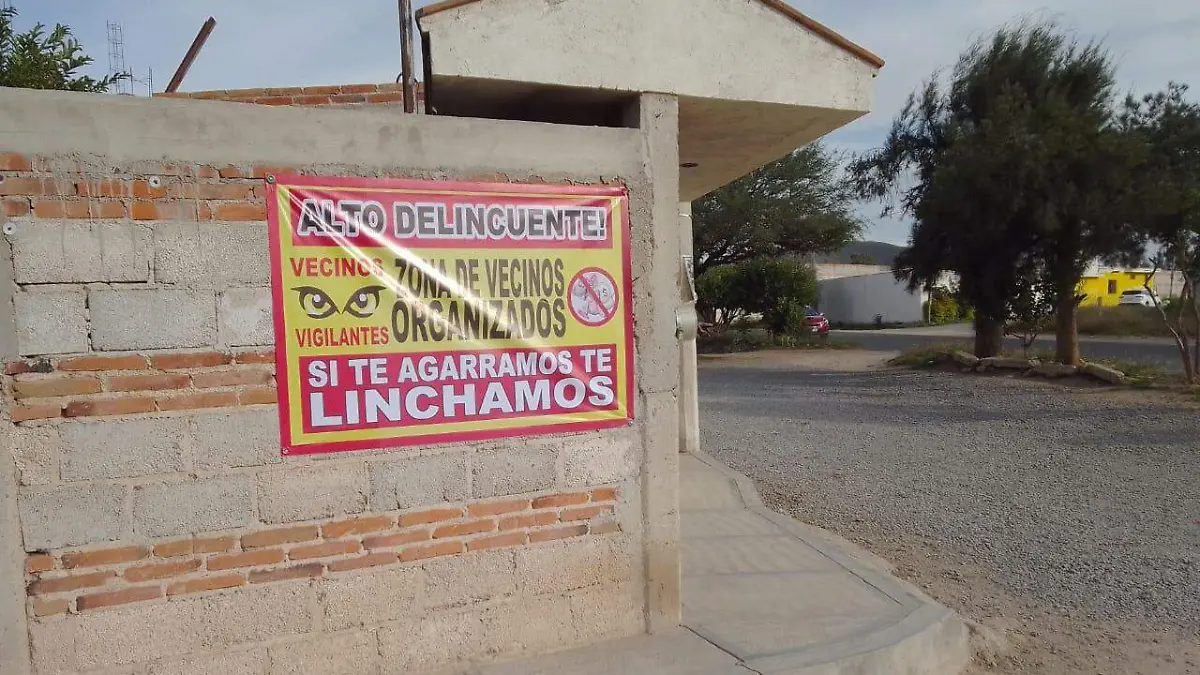 ALTO DELINCUENTE!
VECINOS
VIGILANTES
ZONA DE VECINOS
ORGANIZADOS
SI TE AGARRAMOS TE
LINCHAMOS